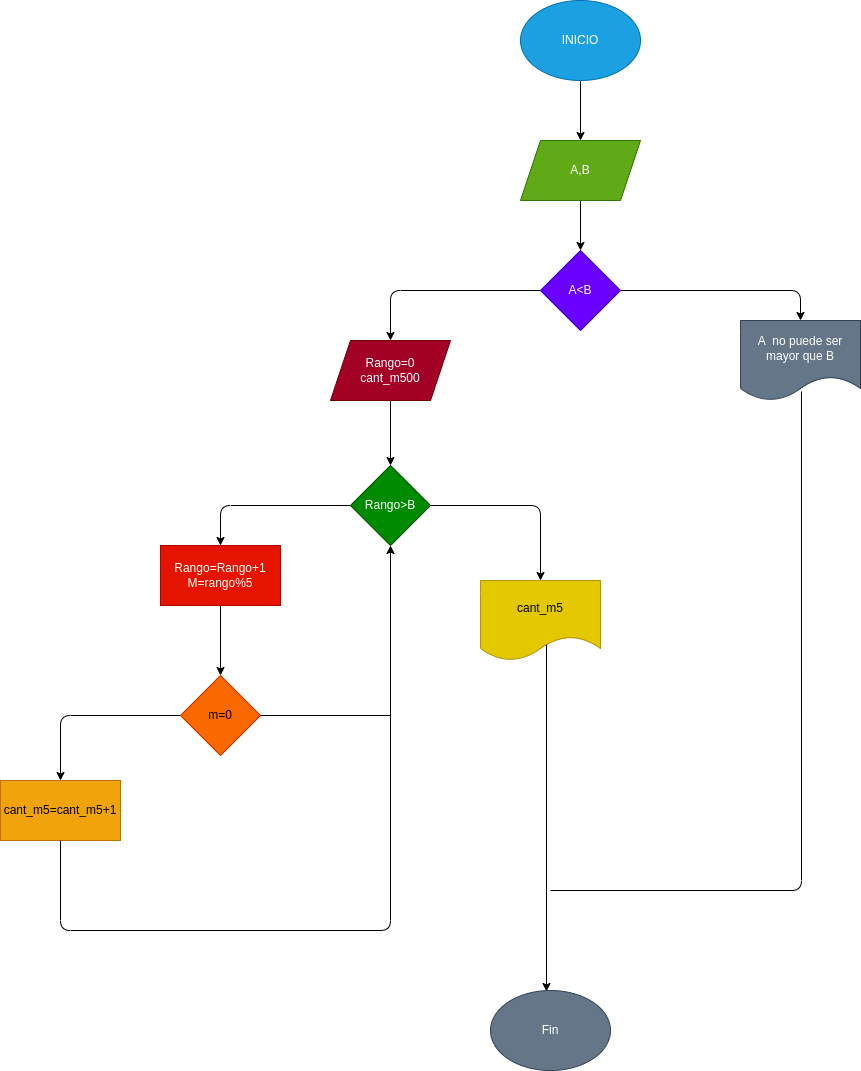 INICIO
A,B
A<B
A  no puede ser
mayor que B
Rango=0
cant_m500
Rango>B
Rango=Rango+1
M=rango%5
cant_m5
m=0
cant_m5=cant_m5+1
Fin